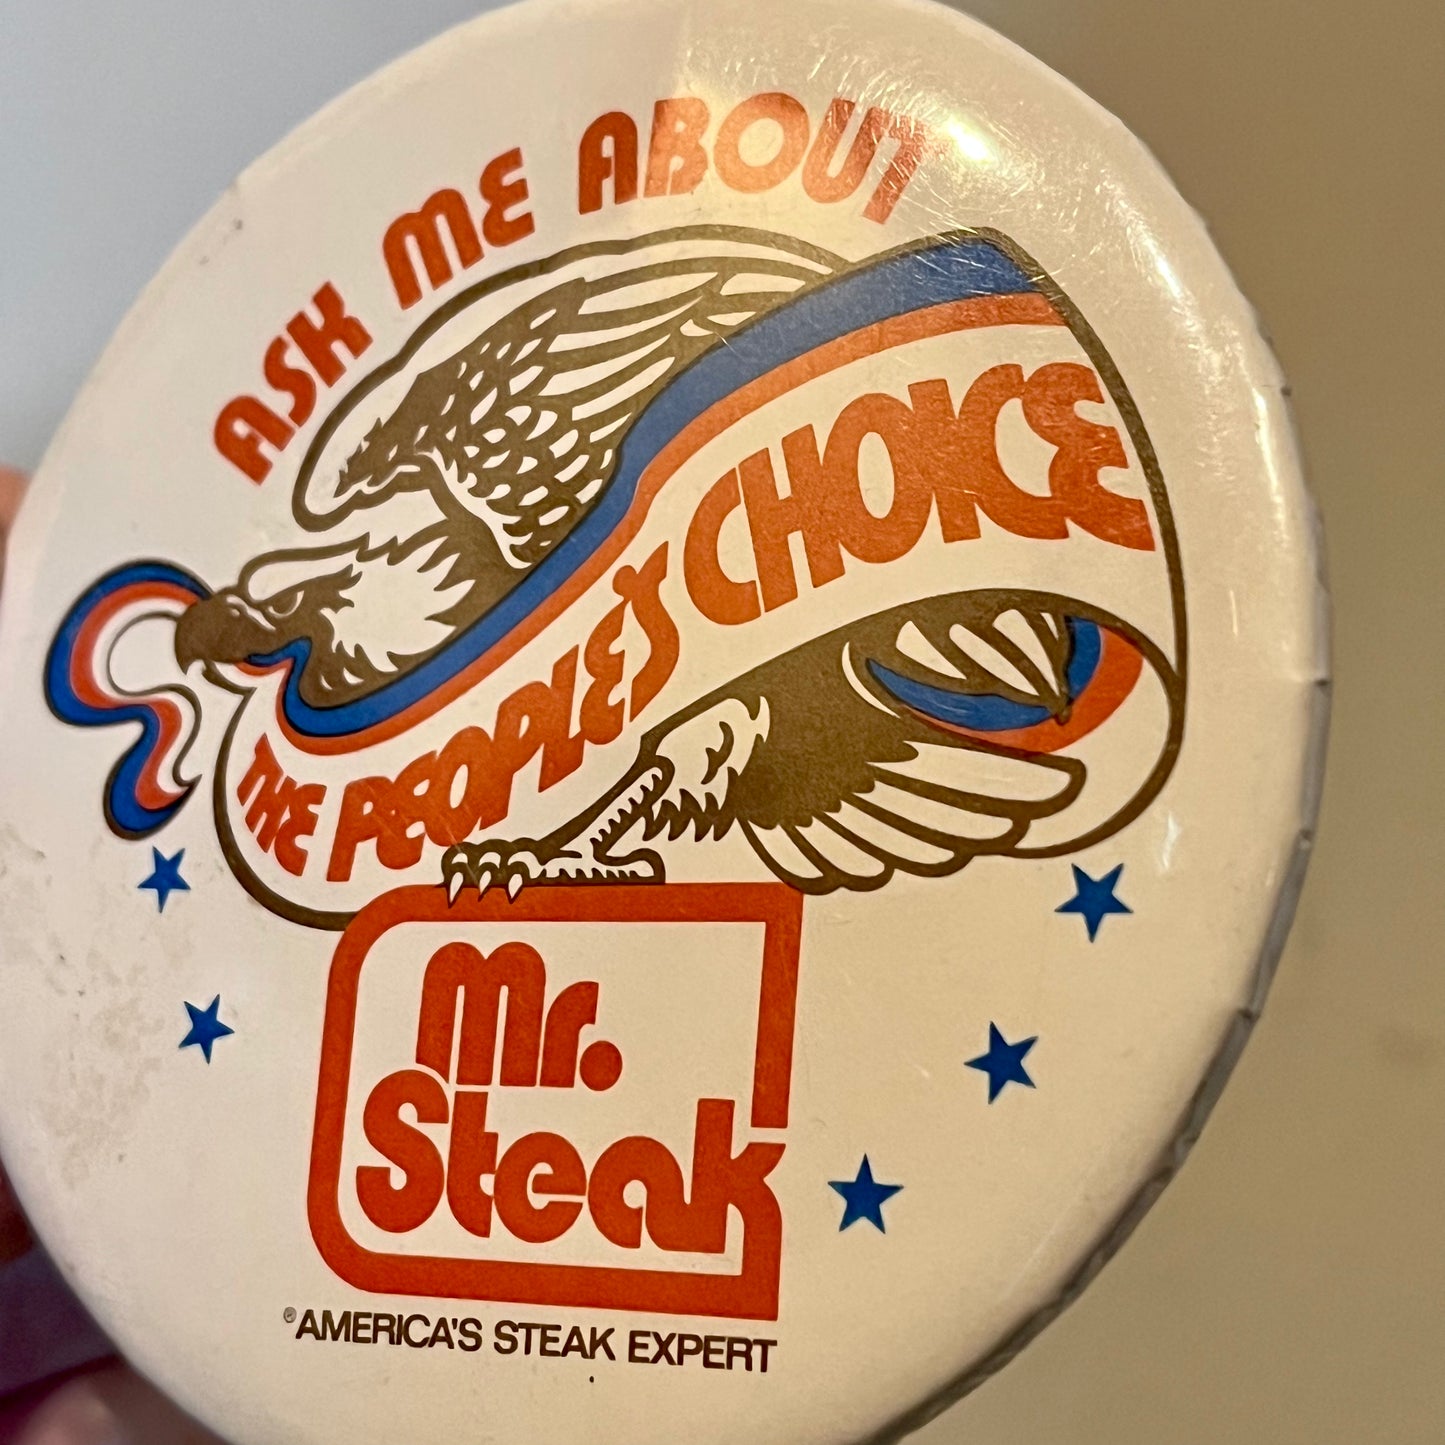 ASK ME ABOUT
THE PEOPLE'S CHOICE
Mr.
Steak
®AMERICA'S STEAK EXPERT